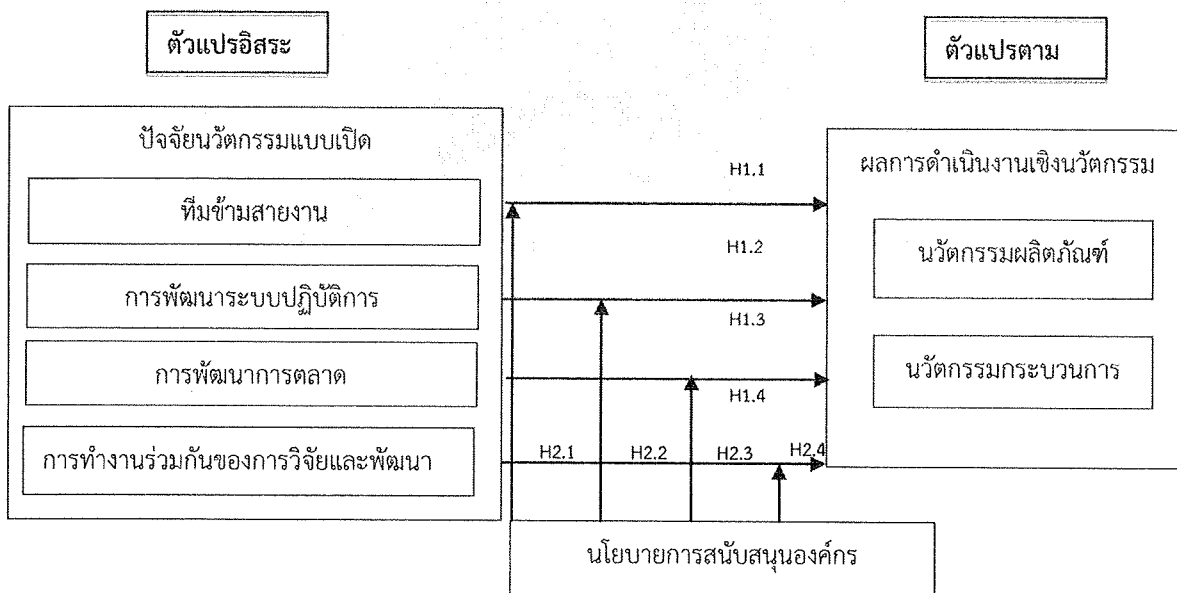 ตัวแปรอิสระ
ตัวแปรตาม
ปัจจัยนวัตกรรมแบบเปิด
ทีมข้ามสายงาน
การพัฒนาระบบปฏิบัติการ
การพัฒนาการตลาด
การทำงานร่วมกันของการวิจัยและพัฒนา
H1.1
H1.2
H1.3
H1.4
H2.1
H2.2
H2.3
H2.4
ผลการดำเนินงานเชิงนวัตกรรม
นวัตกรรมผลิตภัณฑ์
นวัตกรรมกระบวนการ
นโยบายการสนับสนุนองค์กร